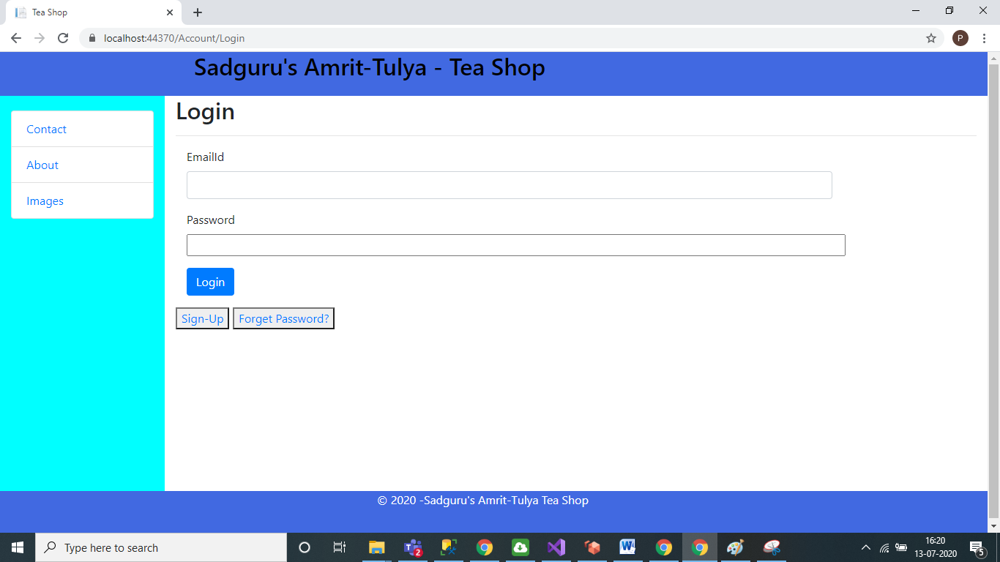 Tea Shop
localhost:44370/Account/Login
P
Sadguru's Amrit-Tulya - Tea Shop
Contact
About
Images
Login
EmailId
Password
Login
Sign-Up Forget Password?
© 2020 -Sadguru's Amrit-Tulya Tea Shop
Type here to search
2
W
16:20
13-07-2020
5